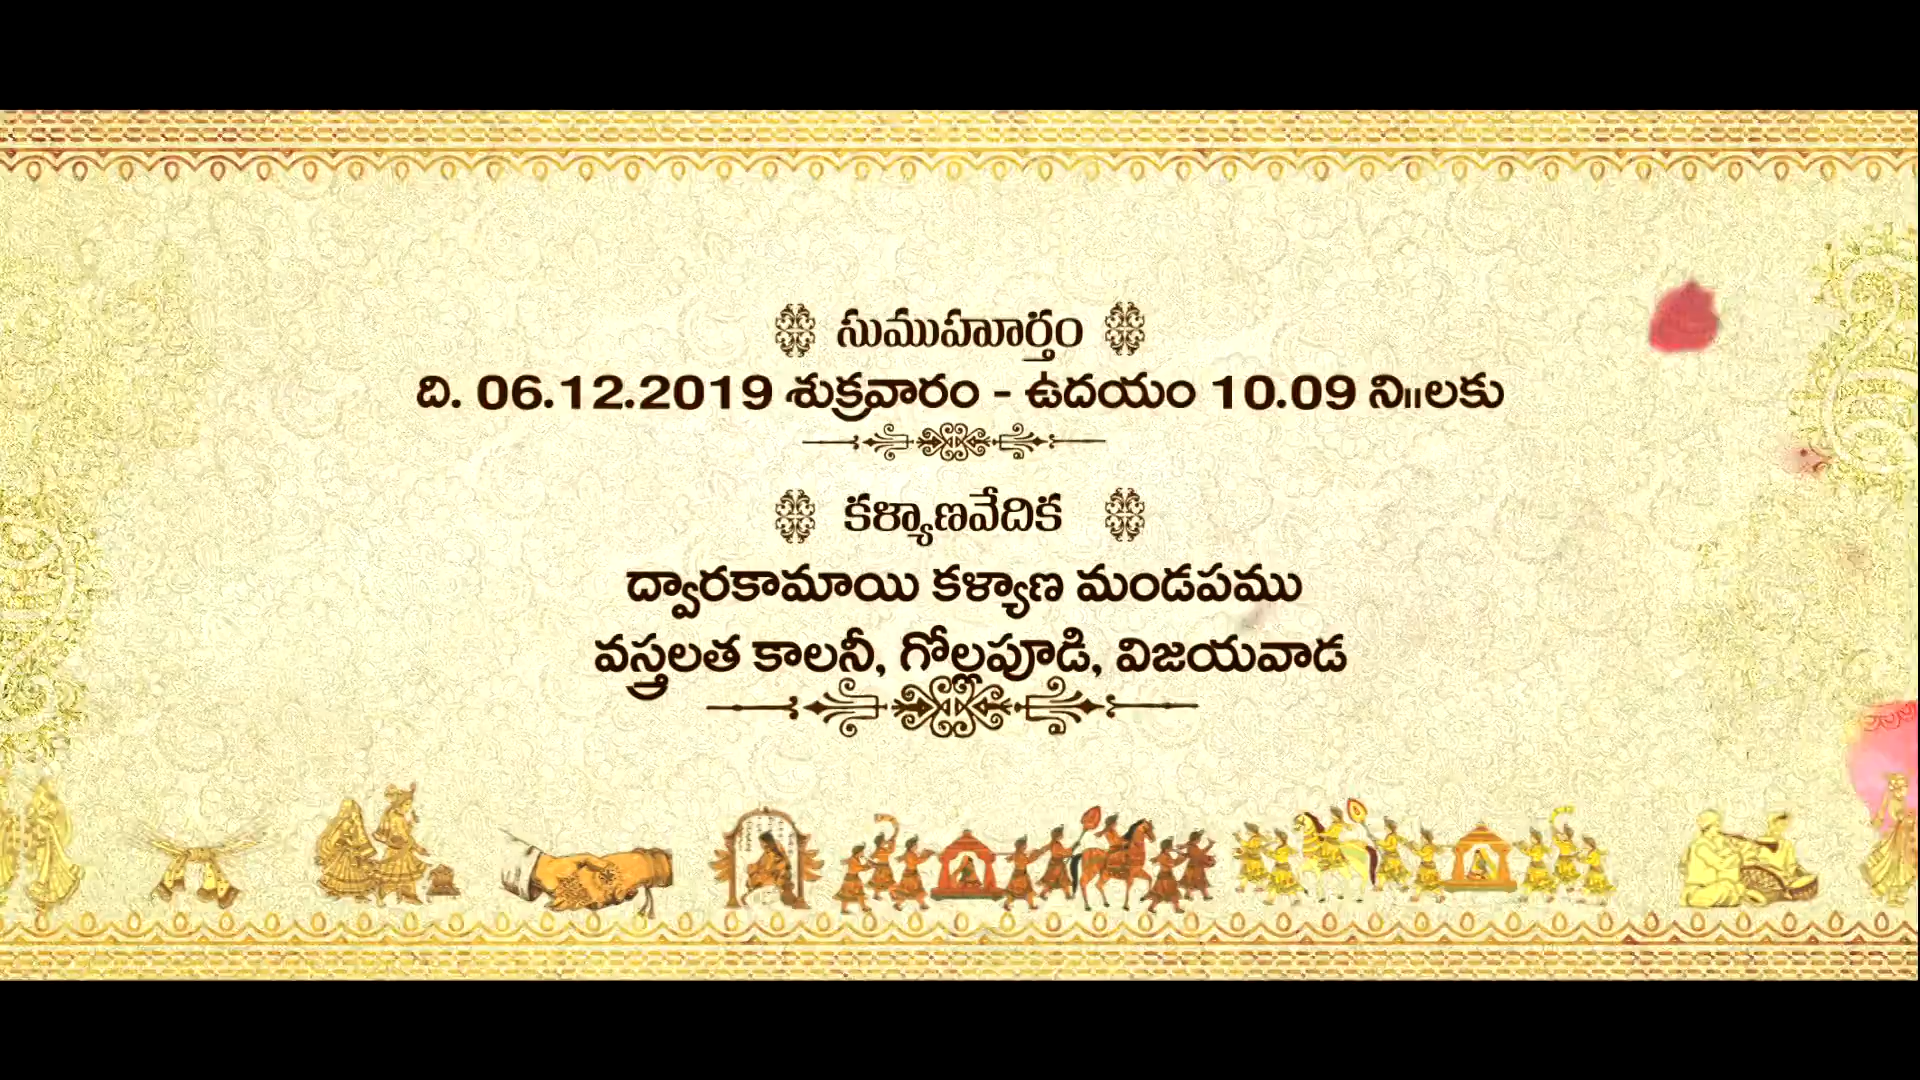 సుముహూర్తం
ది. 06.12.2019 శుక్రవారం - ఉదయం 10.09 ని॥లకు
కళ్యాణవేదిక
ద్వారకామాయి కళ్యాణ మండపము
వస్త్రలత కాలనీ, గోల్లపూడి, విజయవాడ